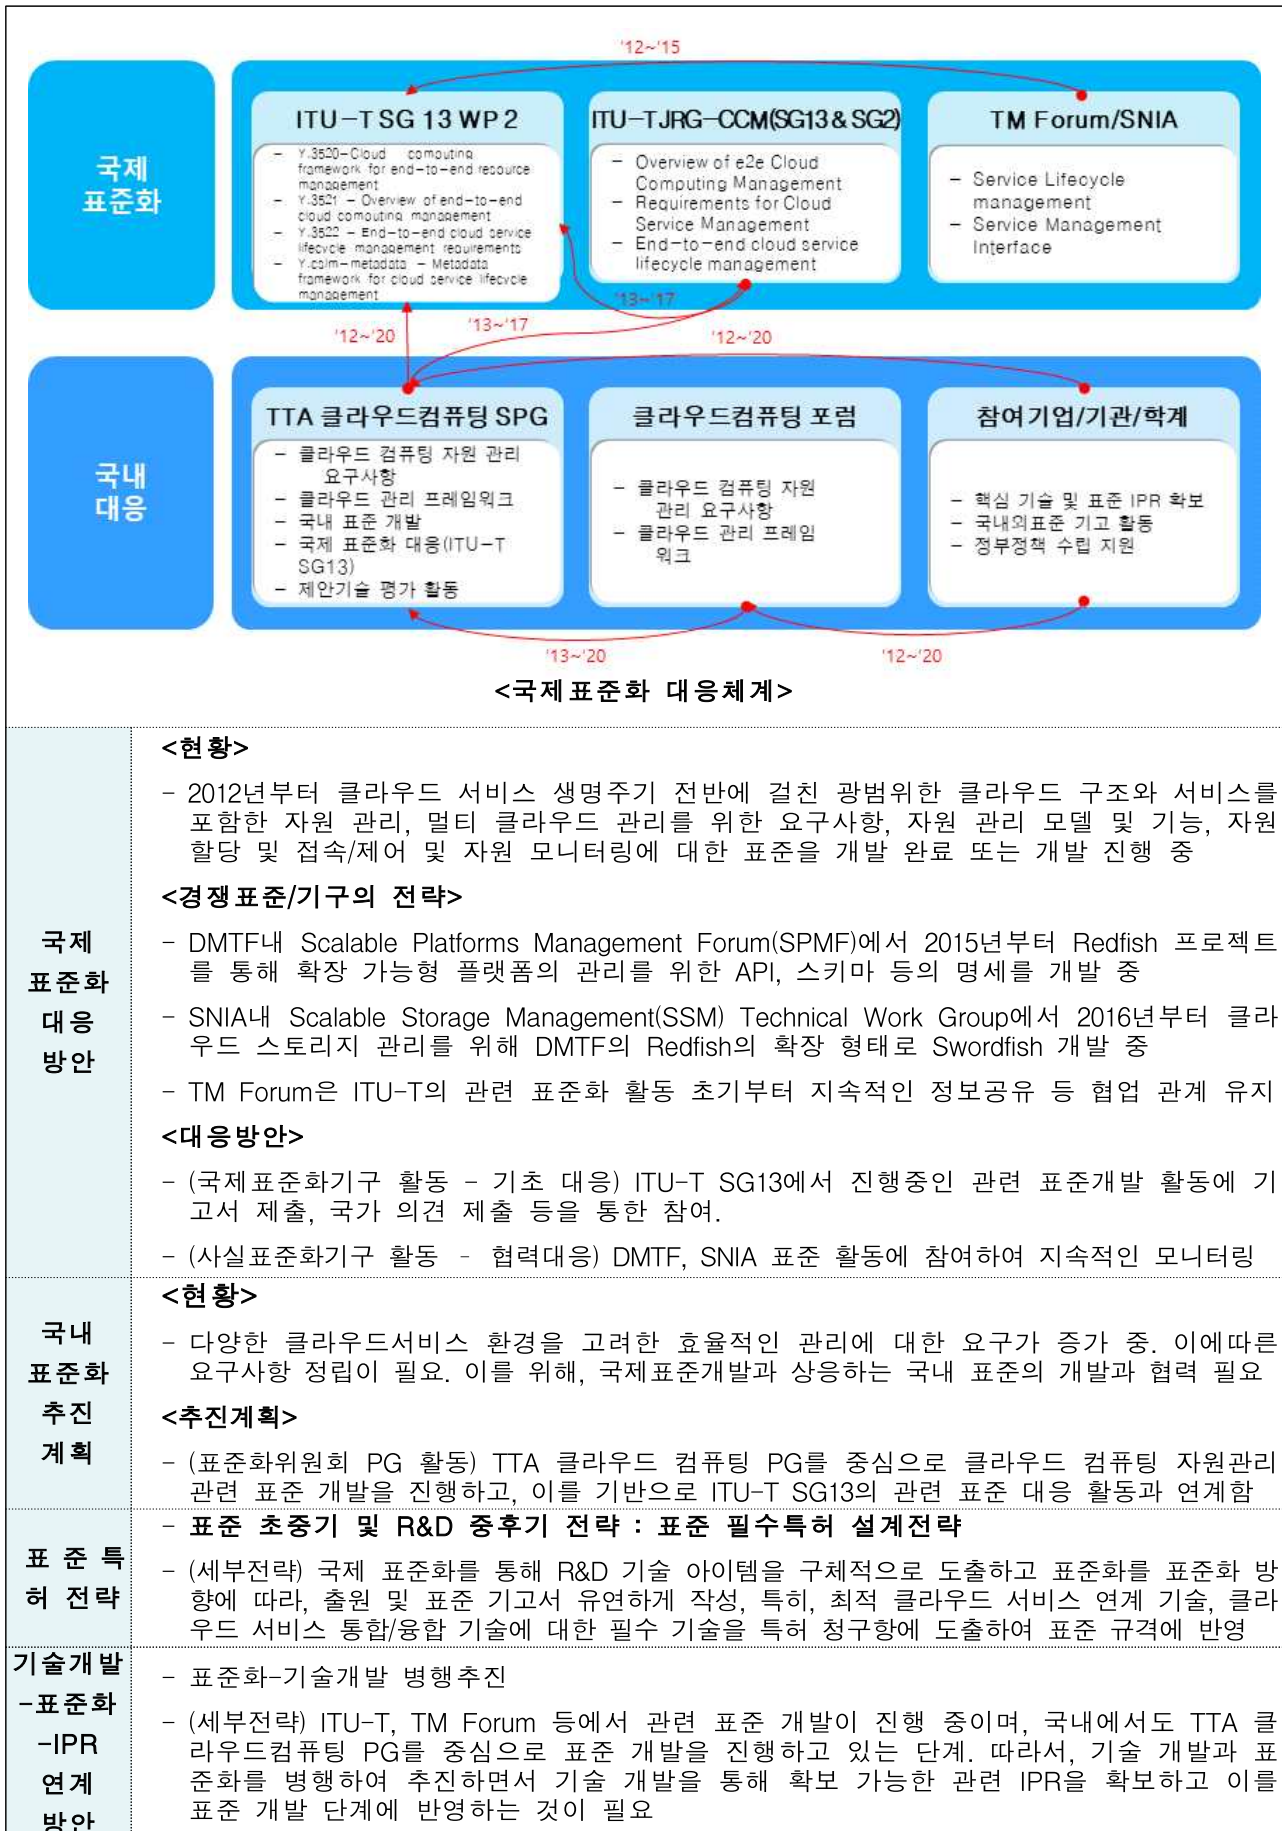 '12~'15
국제
표준화
ITU-T SG 13 WP 2
- Y.3520-Cloud computing
framework for end-to-end resource
management
- Y.3521 - Overview of end-to-end
cloud computing management
- Y.3522 - End-to-end cloud service
lifecycle management requirements
- Y.cslm-metadata - Metadata
framework for cloud service lifecycle
management
ITU-T JRG-CCM(SG13 & SG2)
- Overview of e2e Cloud
Computing Management
- Requirements for Cloud
Service Management
- End-to-end cloud service
lifecycle management
TM Forum/SNIA
- Service Lifecycle
management
- Service Management
Interface
'13~'17
'12~'20
'13~'17
'12~'20
국내
대응
TTA 클라우드컴퓨팅 SPG
- 클라우드 컴퓨팅 자원 관리
요구사항
- 클라우드 관리 프레임워크
- 국내 표준 개발
- 국제 표준화 대응(ITU-T
SG13)
- 제안기술 평가 활동
클라우드컴퓨팅 포럼
- 클라우드 컴퓨팅 자원
관리 요구사항
- 클라우드 관리 프레임
워크
참여기업/기관/학계
- 핵심 기술 및 표준 IPR 확보
- 국내외표준 기고 활동
- 정부정책 수립 지원
'13~'20
'12~'20
<국제표준화 대응체계>
국제
표준화
대응
방안
<현황>
- 2012년부터 클라우드 서비스 생명주기 전반에 걸친 광범위한 클라우드 구조와 서비스를
포함한 자원 관리, 멀티 클라우드 관리를 위한 요구사항, 자원 관리 모델 및 기능, 자원
할당 및 접속/제어 및 자원 모니터링에 대한 표준을 개발 완료 또는 개발 진행 중
<경쟁표준/기구의 전략>
- DMTF내 Scalable Platforms Management Forum(SPMF)에서 2015년부터 Redfish 프로젝트
를 통해 확장 가능형 플랫폼의 관리를 위한 API, 스키마 등의 명세를 개발 중
- SNIA내 Scalable Storage Management(SSM) Technical Work Group에서 2016년부터 클라
우드 스토리지 관리를 위해 DMTF의 Redfish의 확장 형태로 Swordfish 개발 중
- TM Forum은 ITU-T의 관련 표준화 활동 초기부터 지속적인 정보공유 등 협업 관계 유지
<대응방안>
- (국제표준화기구 활동 - 기초 대응) ITU-T SG13에서 진행중인 관련 표준개발 활동에 기
고서 제출, 국가 의견 제출 등을 통한 참여.
- (사실표준화기구 활동 - 협력대응) DMTF, SNIA 표준 활동에 참여하여 지속적인 모니터링
국내
표준화
추진
계획
<현황>
- 다양한 클라우드서비스 환경을 고려한 효율적인 관리에 대한 요구가 증가 중. 이에따른
요구사항 정립이 필요. 이를 위해, 국제표준개발과 상응하는 국내 표준의 개발과 협력 필요
<추진계획>
- (표준화위원회 PG 활동) TTA 클라우드 컴퓨팅 PG를 중심으로 클라우드 컴퓨팅 자원관리
관련 표준 개발을 진행하고, 이를 기반으로 ITU-T SG13의 관련 표준 대응 활동과 연계함
표 준 특
허 전략
- 표준 초중기 및 R&D 중후기 전략 : 표준 필수특허 설계전략
- (세부전략) 국제 표준화를 통해 R&D 기술 아이템을 구체적으로 도출하고 표준화를 표준화 방
향에 따라, 출원 및 표준 기고서 유연하게 작성, 특히, 최적 클라우드 서비스 연계 기술, 클라
우드 서비스 통합/융합 기술에 대한 필수 기술을 특허 청구항에 도출하여 표준 규격에 반영
기술개발
-표준화
-IPR
연계
방안
- 표준화-기술개발 병행추진
- (세부전략) ITU-T, TM Forum 등에서 관련 표준 개발이 진행 중이며, 국내에서도 TTA 클
라우드컴퓨팅 PG를 중심으로 표준 개발을 진행하고 있는 단계. 따라서, 기술 개발과 표
준화를 병행하여 추진하면서 기술 개발을 통해 확보 가능한 관련 IPR을 확보하고 이를
표준 개발 단계에 반영하는 것이 필요